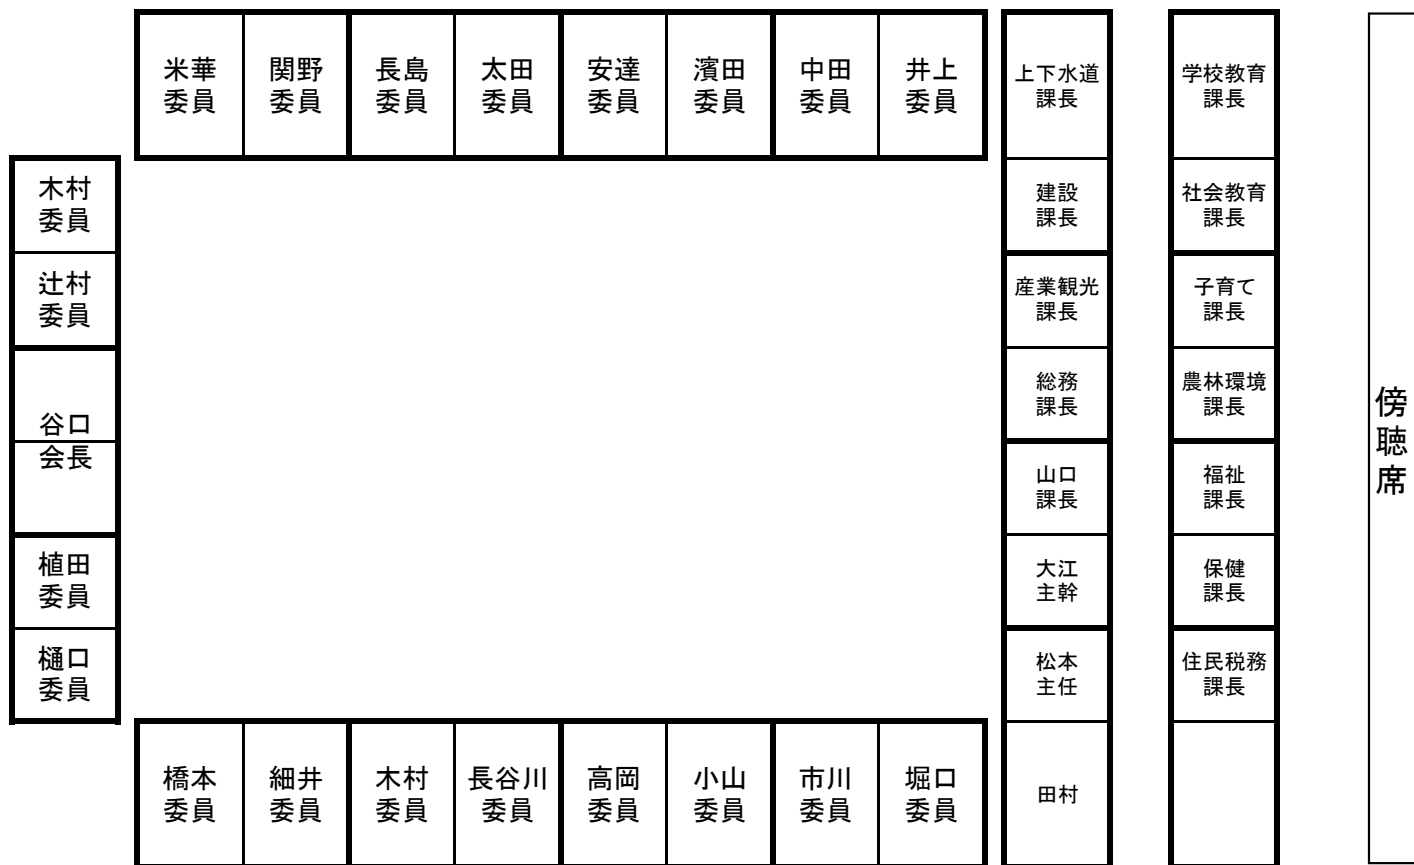 米華
委員
関野
委員
長島
委員
太田
委員
安達
委員
濱田
委員
中田
委員
井上
委員
木村
委員
辻村
委員
谷口
会長
植田
委員
樋口
委員
橋本
委員
細井
委員
木村
委員
長谷川
委員
高岡
委員
小山
委員
市川
委員
堀口
委員
上下水道
課長
建設
課長
産業観光
課長
総務
課長
山口
課長
大江
主幹
松本
主任
田村
学校教育
課長
社会教育
課長
子育て
課長
農林環境
課長
福祉
課長
保健
課長
住民税務
課長
傍聴席